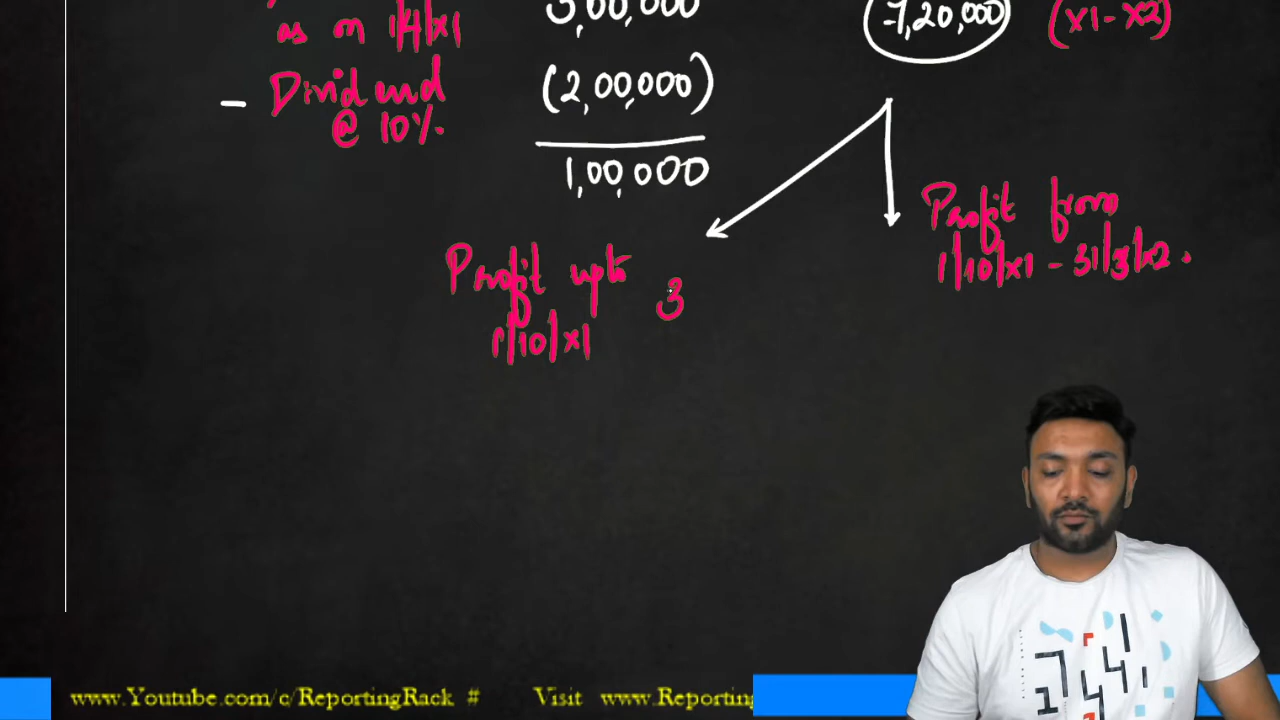 3,00,000
7,20,000
(X1-X2)
as on 1/4/X1
- Dividend
@ 10%.
(2,00,000)
1,00,000
Profit upto 3
1/10/X1
Profit from
1/10/X1 - 31/3/X2.
www.Youtube.com/c/ReportingRack # Visit www.Reporting